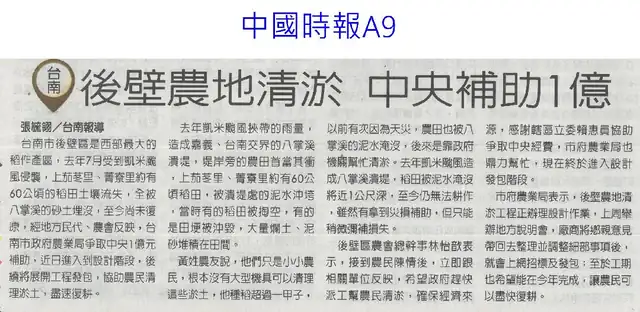 中國時報A9
台南
後壁農地清淤 中央補助1億
張毓翎／台南報導
台南市後壁區是西部最大的
稻作產區，去年7月受到凱米颱
風侵襲，上茄苳里、菁寮里約有
60公頃的稻田土壤流失，全被
八掌溪的砂土埋沒，至今尚未復
原，經地方民代、農會反映，台
南市政府農業局爭取中央1億元
補助，近日進入到設計階段，後
續將展開工程發包，協助農民清
理淤土、盡速復耕。
去年凱米颱風挾帶的雨量，
造成嘉義、台南交界的八掌溪
潰堤，堤岸旁的農田首當其衝
，上茄苳里、菁寮里約有60公
頃稻田，被潰堤處的泥水沖垮
，當時有的稻田被掏空，有的
是田埂被沖毀，大量爛土、泥
砂堆積在田間。
黃姓農友說，他們只是小小農
民，根本沒有大型機具可以清理
這些淤土，他種稻超過一甲子，
以前有次因為天災，農田也被八
掌溪的泥水淹沒，後來是靠政府
機關幫忙清淤。去年凱米颱風造
成八掌溪潰堤，稻田被泥水淹沒
將近1公尺深，至今仍無法耕作
，雖然有拿到災損補助，但只能
稍微彌補損失。
後壁區農會總幹事林怡歆表
示，接到農民陳情後，立即跟
相關單位反映，希望政府趕快
派工幫農民清淤，確保經濟來
源，感謝轄區立委賴惠員協助
爭取中央經費，市府農業局也
鼎力幫忙，現在終於進入設計
發包階段。
市府農業局表示，後壁農地清
淤工程正辦理設計作業，上周舉
辦地方說明會，廠商將鄉親意見
帶回去整理並調整細部事項後，
就會上網招標及發包；至於工期
也希望能在今年完成，讓農民可
以盡快復耕。